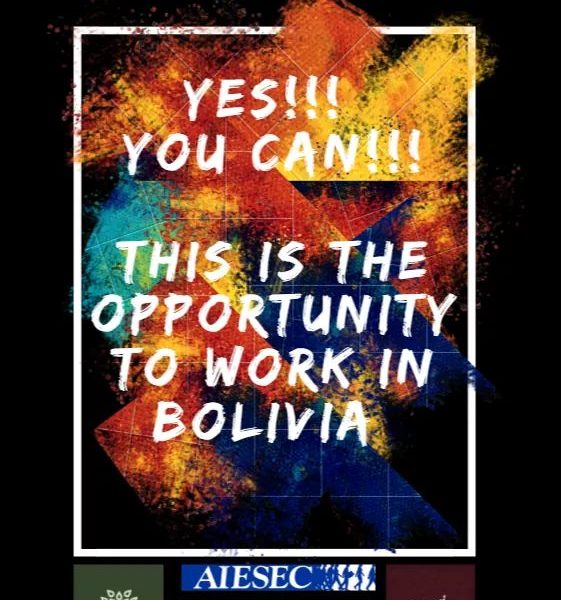 YES!!!
YOU CAN!!!
THIS IS THE
OPPORTUNITY
TO WORK IN
BOLIVIA
AIESEC